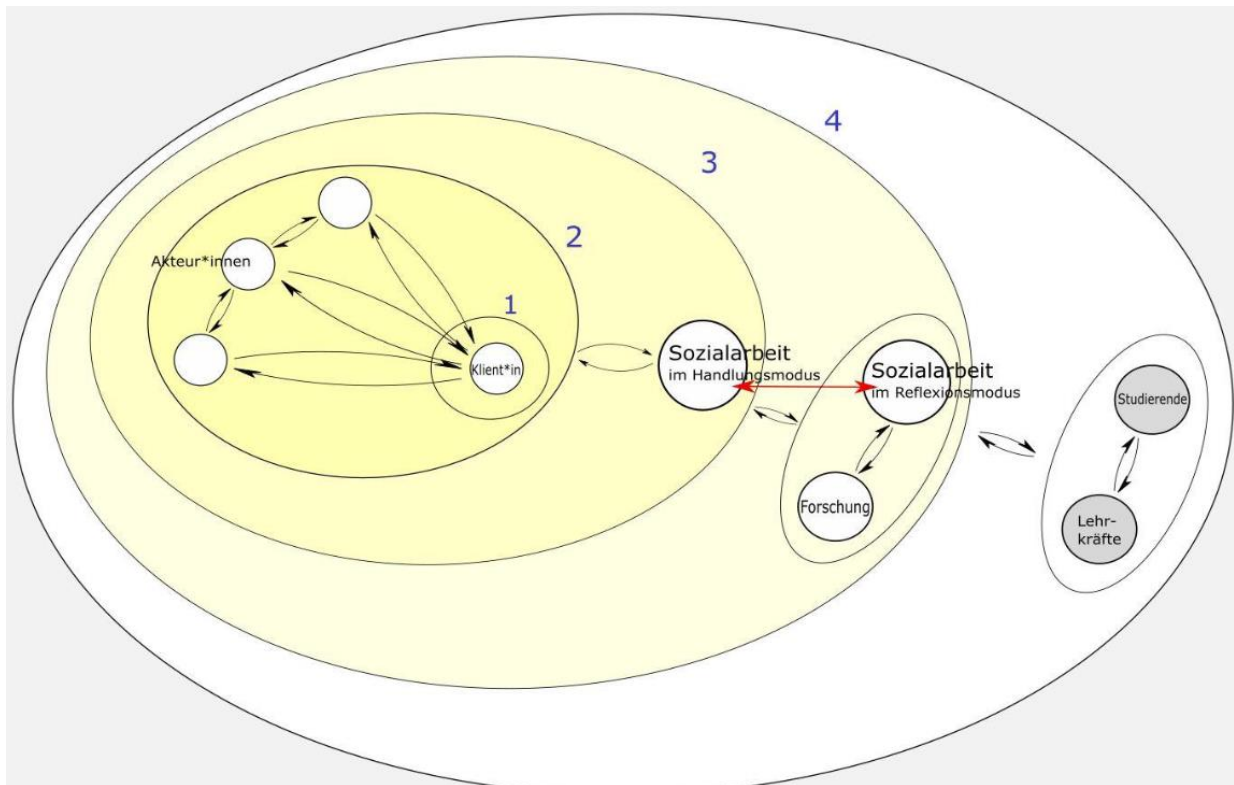 4
3
2
Akteur*innen
1
Klient*in
Sozialarbeit
im Handlungsmodus
Sozialarbeit
im Reflexionsmodus
Studierende
Forschung
Lehr-
kräfte